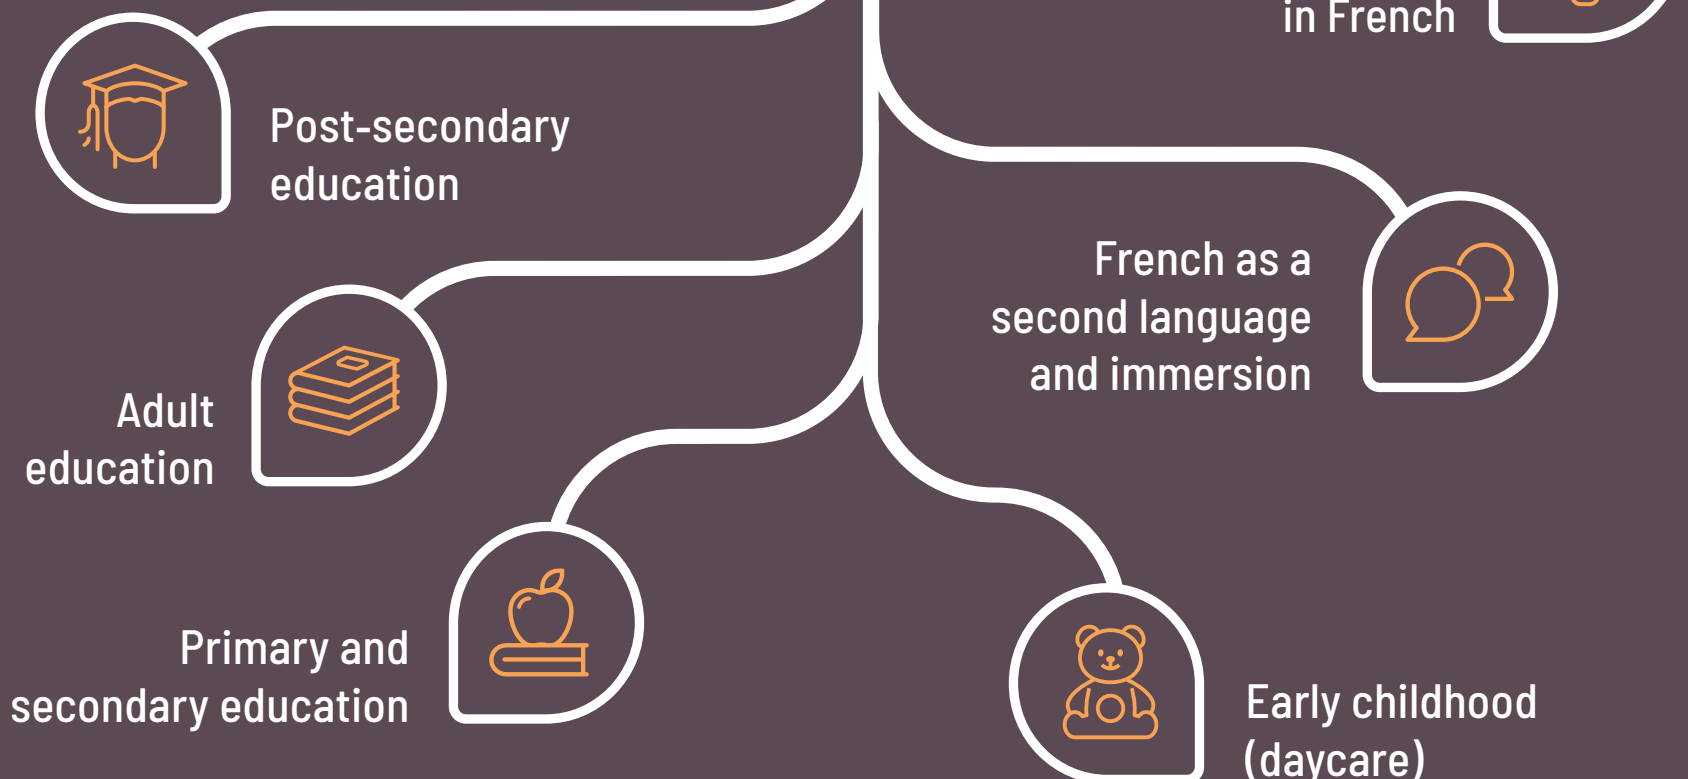 in French
Post-secondary
education
French as a
second language
and immersion
Adult
education
Primary and
secondary education
Early childhood
(daycare)